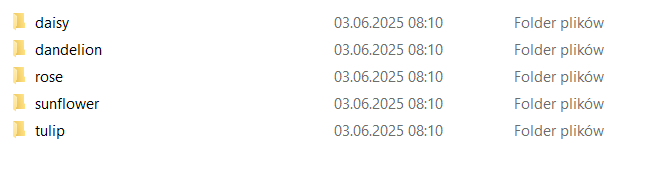 daisy 03.06.2025 08:10 Folder plików
dandelion 03.06.2025 08:10 Folder plików
rose 03.06.2025 08:10 Folder plików
sunflower 03.06.2025 08:10 Folder plików
tulip 03.06.2025 08:10 Folder plików